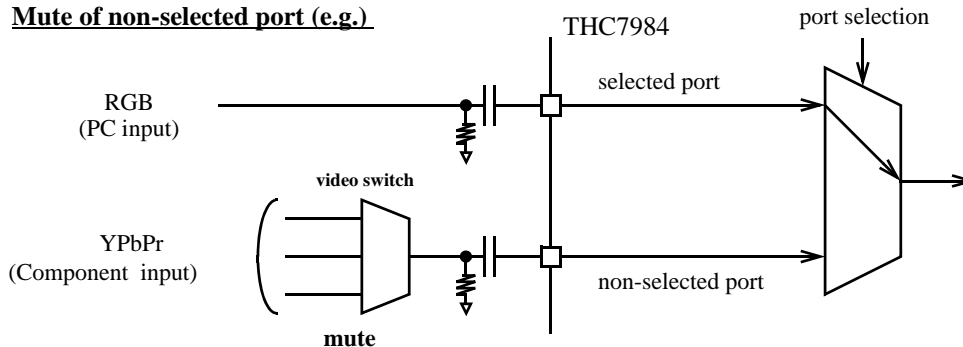 Mute of non-selected port (e.g.)
THC7984
port selection
RGB
(PC input)
selected port
video switch
YPbPr
(Component input)
non-selected port
mute